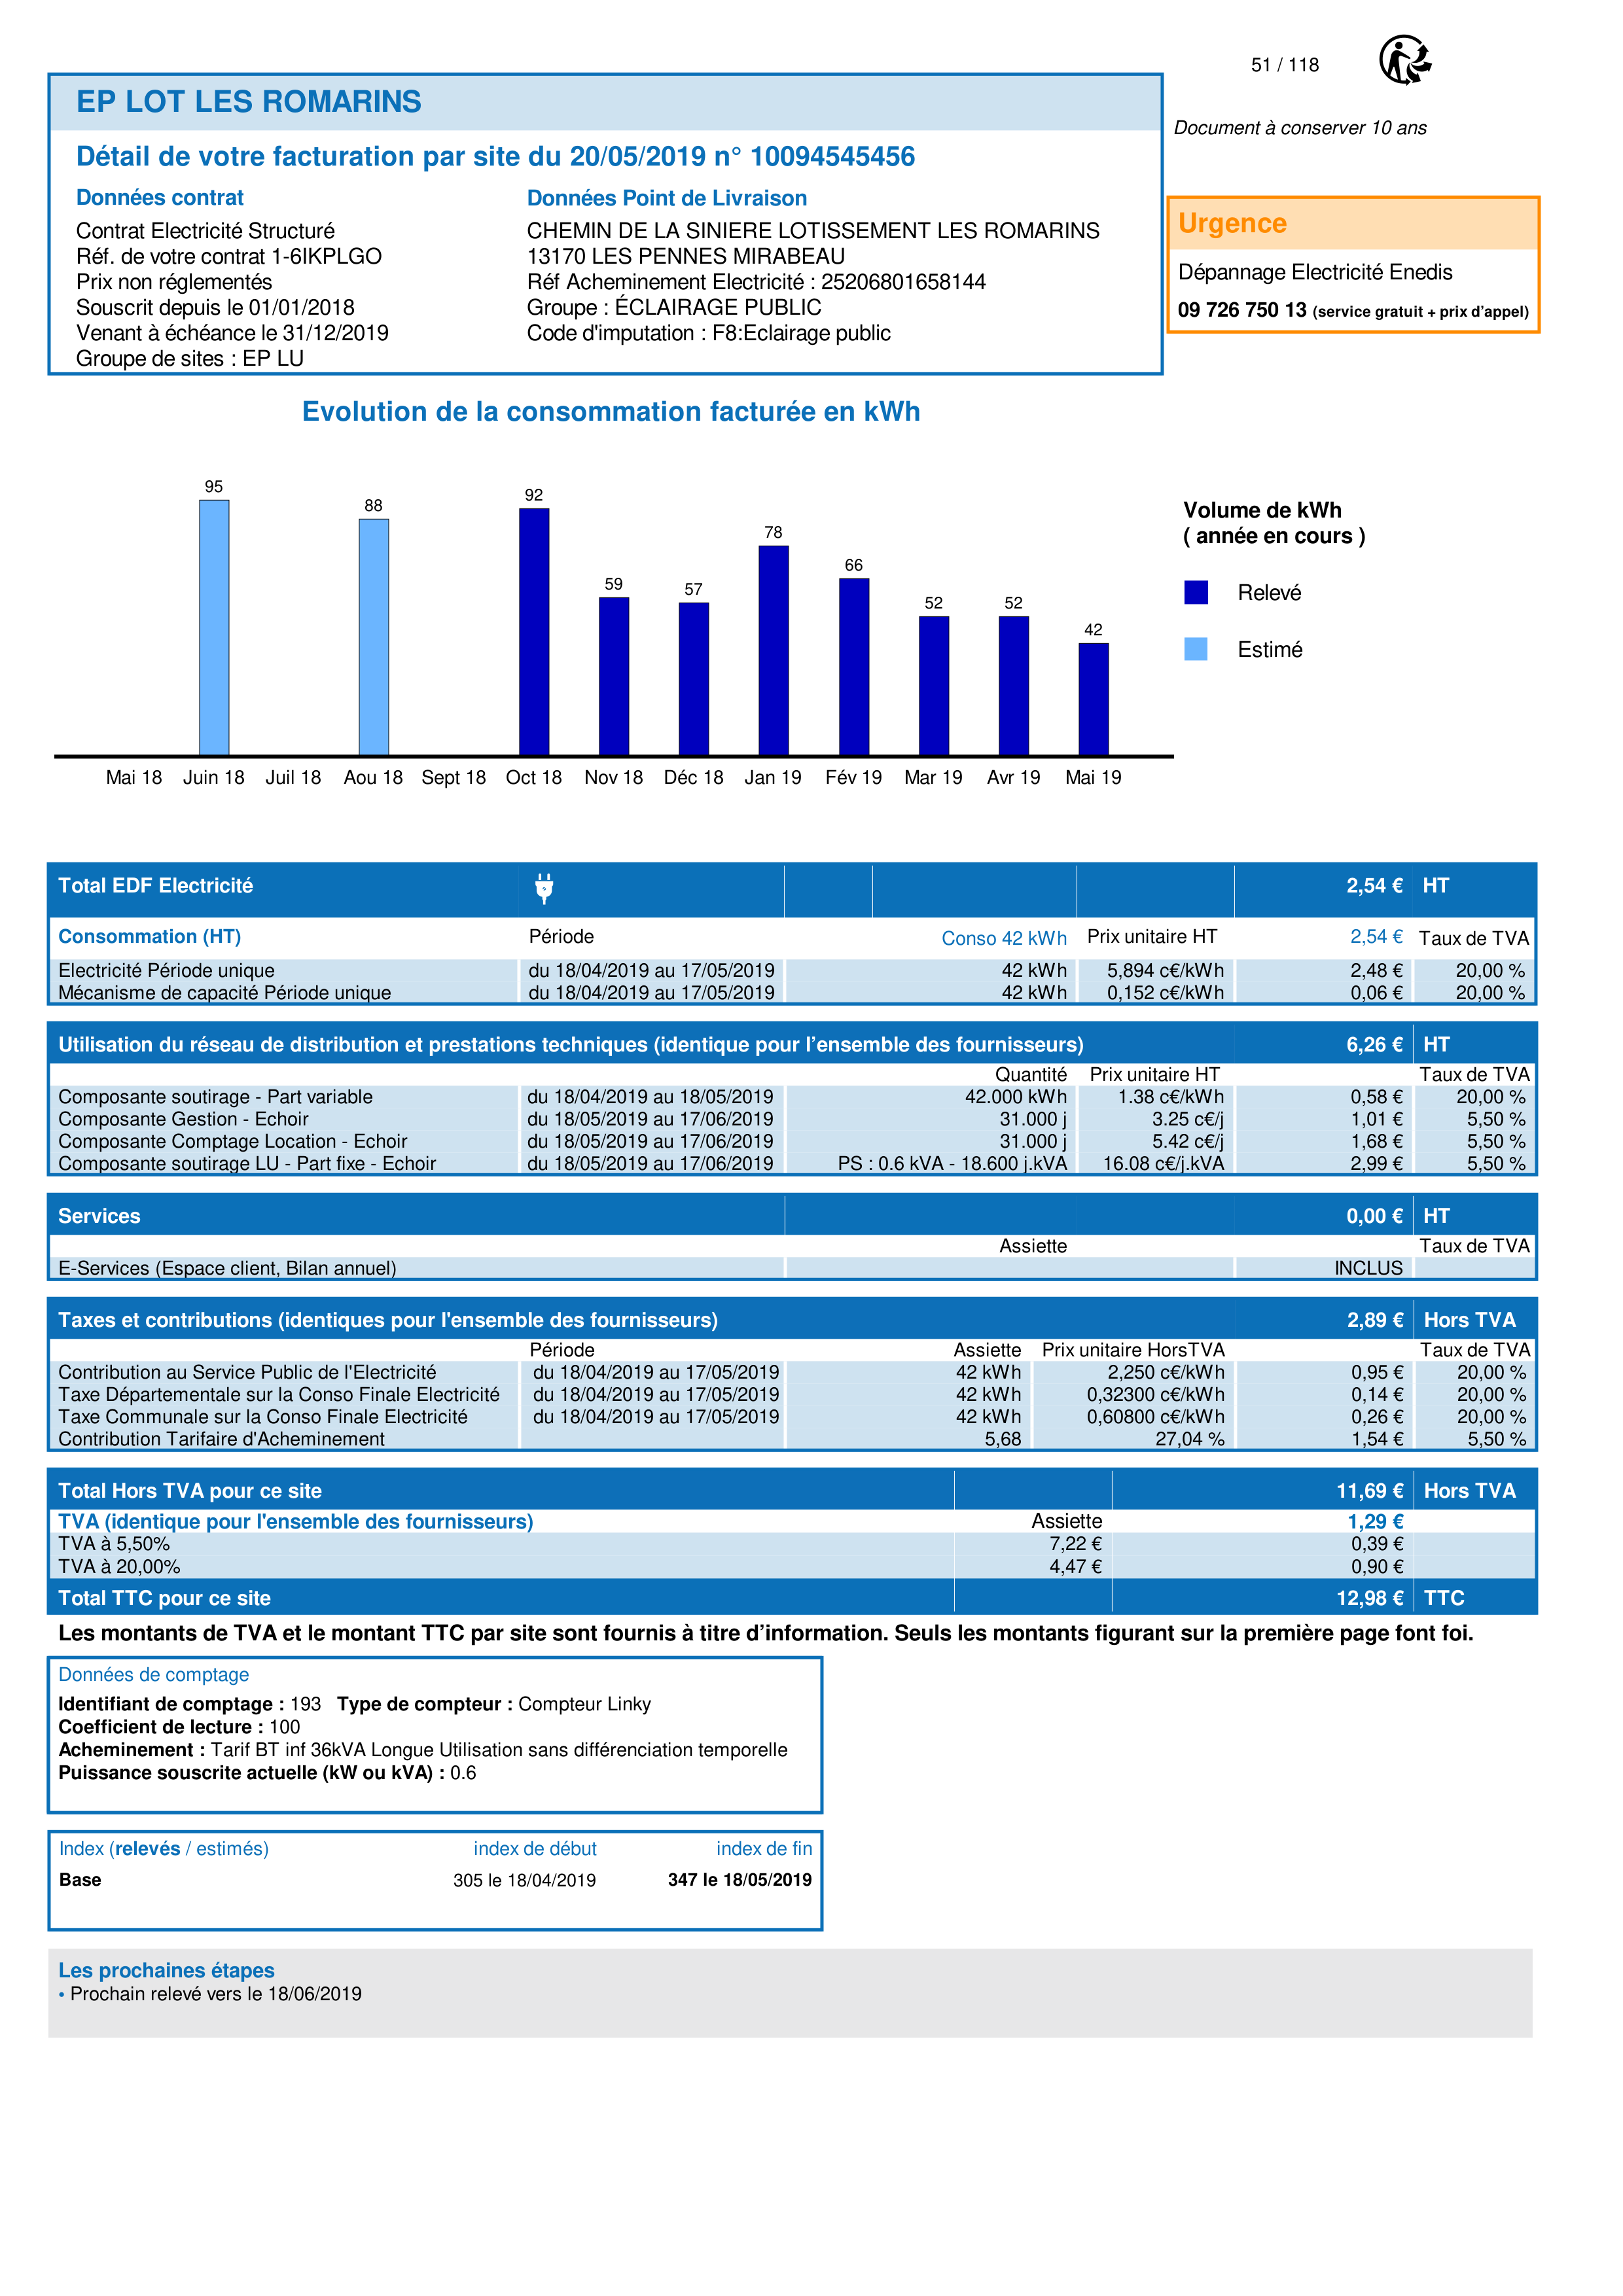 51 / 118
EP LOT LES ROMARINS
Document à conserver 10 ans
Détail de votre facturation par site du 20/05/2019 n° 10094545456
Données contrat
Contrat Electricité Structuré
Réf. de votre contrat 1-6IKPLGO
Prix non réglementés
Souscrit depuis le 01/01/2018
Venant à échéance le 31/12/2019
Groupe de sites : EP LU
Données Point de Livraison
CHEMIN DE LA SINIERE LOTISSEMENT LES ROMARINS
13170 LES PENNES MIRABEAU
Réf Acheminement Electricité : 25206801658144
Groupe : ÉCLAIRAGE PUBLIC
Code d'imputation : F8:Eclairage public
Urgence
Dépannage Electricité Enedis
09 726 750 13 (service gratuit + prix d’appel)
Evolution de la consommation facturée en kWh
95 88 92 59 57 78 66 52 52 42
Mai 18 Juin 18 Juil 18 Aou 18 Sept 18 Oct 18 Nov 18 Déc 18 Jan 19 Fév 19 Mar 19 Avr 19 Mai 19
Volume de kWh
( année en cours )
Relevé
Estimé
Total EDF Electricité 2,54 € HT
Consommation (HT) Période Conso 42 kWh Prix unitaire HT 2,54 € Taux de TVA
Electricité Période unique du 18/04/2019 au 17/05/2019 42 kWh 5,894 c€/kWh 2,48 € 20,00 %
Mécanisme de capacité Période unique du 18/04/2019 au 17/05/2019 42 kWh 0,152 c€/kWh 0,06 € 20,00 %
Utilisation du réseau de distribution et prestations techniques (identique pour l’ensemble des fournisseurs) 6,26 € HT
Quantité Prix unitaire HT Taux de TVA
Composante soutirage - Part variable du 18/04/2019 au 18/05/2019 42.000 kWh 1.38 c€/kWh 0,58 € 20,00 %
Composante Gestion - Echoir du 18/05/2019 au 17/06/2019 31.000 j 3.25 c€/j 1,01 € 5,50 %
Composante Comptage Location - Echoir du 18/05/2019 au 17/06/2019 31.000 j 5.42 c€/j 1,68 € 5,50 %
Composante soutirage LU - Part fixe - Echoir du 18/05/2019 au 17/06/2019 PS : 0.6 kVA - 18.600 j.kVA 16.08 c€/j.kVA 2,99 € 5,50 %
Services 0,00 € HT
Assiette Taux de TVA
E-Services (Espace client, Bilan annuel) INCLUS
Taxes et contributions (identiques pour l'ensemble des fournisseurs) 2,89 € Hors TVA
Période Assiette Prix unitaire HorsTVA Taux de TVA
Contribution au Service Public de l'Electricité du 18/04/2019 au 17/05/2019 42 kWh 2,250 c€/kWh 0,95 € 20,00 %
Taxe Départementale sur la Conso Finale Electricité du 18/04/2019 au 17/05/2019 42 kWh 0,32300 c€/kWh 0,14 € 20,00 %
Taxe Communale sur la Conso Finale Electricité du 18/04/2019 au 17/05/2019 42 kWh 0,60800 c€/kWh 0,26 € 20,00 %
Contribution Tarifaire d'Acheminement 5,68 27,04 % 1,54 € 5,50 %
Total Hors TVA pour ce site 11,69 € Hors TVA
TVA (identique pour l'ensemble des fournisseurs) Assiette 1,29 €
TVA à 5,50% 7,22 € 0,39 €
TVA à 20,00% 4,47 € 0,90 €
Total TTC pour ce site 12,98 € TTC
Les montants de TVA et le montant TTC par site sont fournis à titre d’information. Seuls les montants figurant sur la première page font foi.
Données de comptage
Identifiant de comptage : 193 Type de compteur : Compteur Linky
Coefficient de lecture : 100
Acheminement : Tarif BT inf 36kVA Longue Utilisation sans différenciation temporelle
Puissance souscrite actuelle (kW ou kVA) : 0.6
Index (relevés / estimés) index de début index de fin
Base 305 le 18/04/2019 347 le 18/05/2019
Les prochaines étapes
• Prochain relevé vers le 18/06/2019